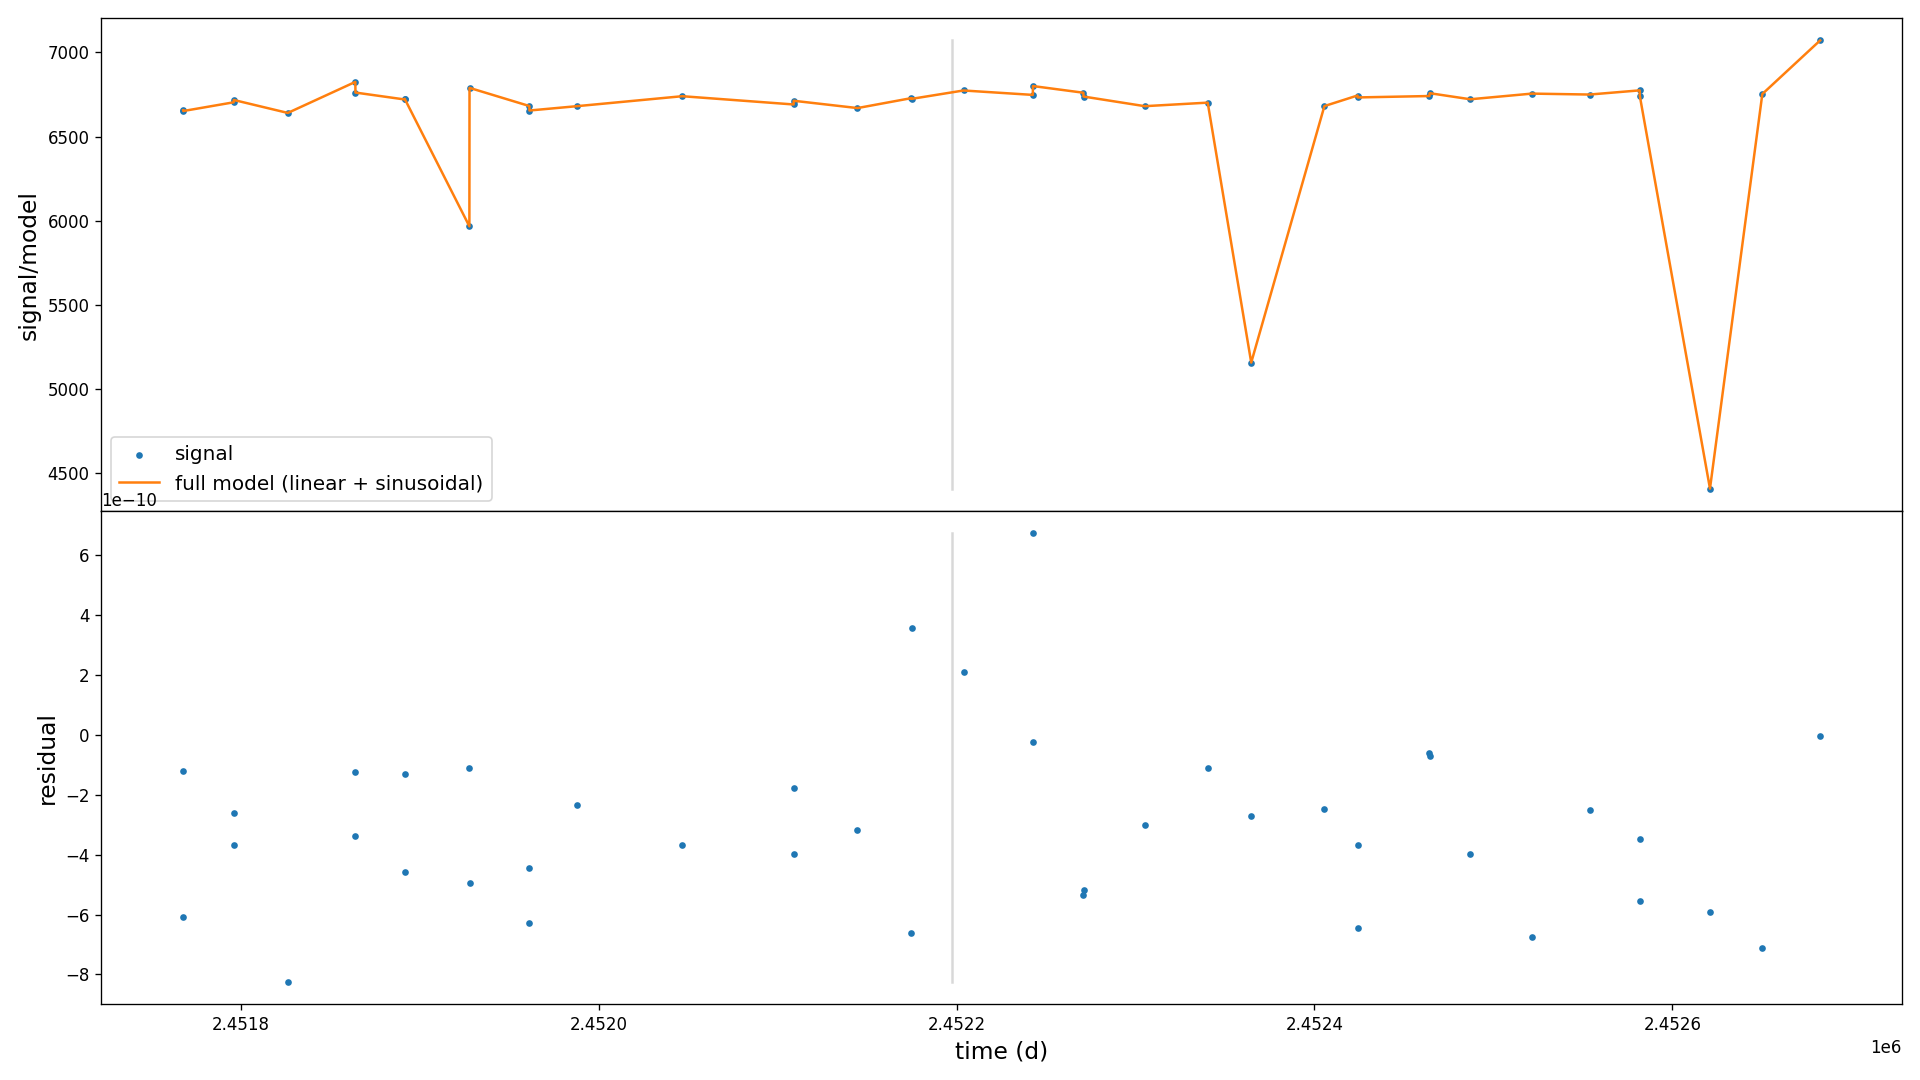 7000
6500
6000
5500
5000
4500
signal/model
signal
full model (linear + sinusoidal)
1e−10
6
4
2
0
−2
−4
−6
−8
residual
2.4518
2.4520
2.4522
2.4524
2.4526
time (d)
1e6